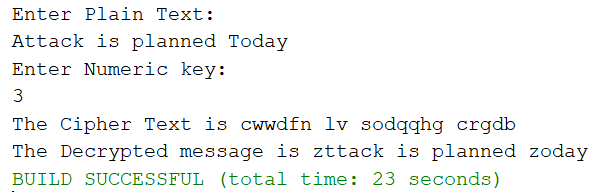 Enter Plain Text:
Attack is planned Today
Enter Numeric key:
3
The Cipher Text is cwwdfn lv sodqqhg crgdb
The Decrypted message is zttack is planned zoday
BUILD SUCCESSFUL (total time: 23 seconds)